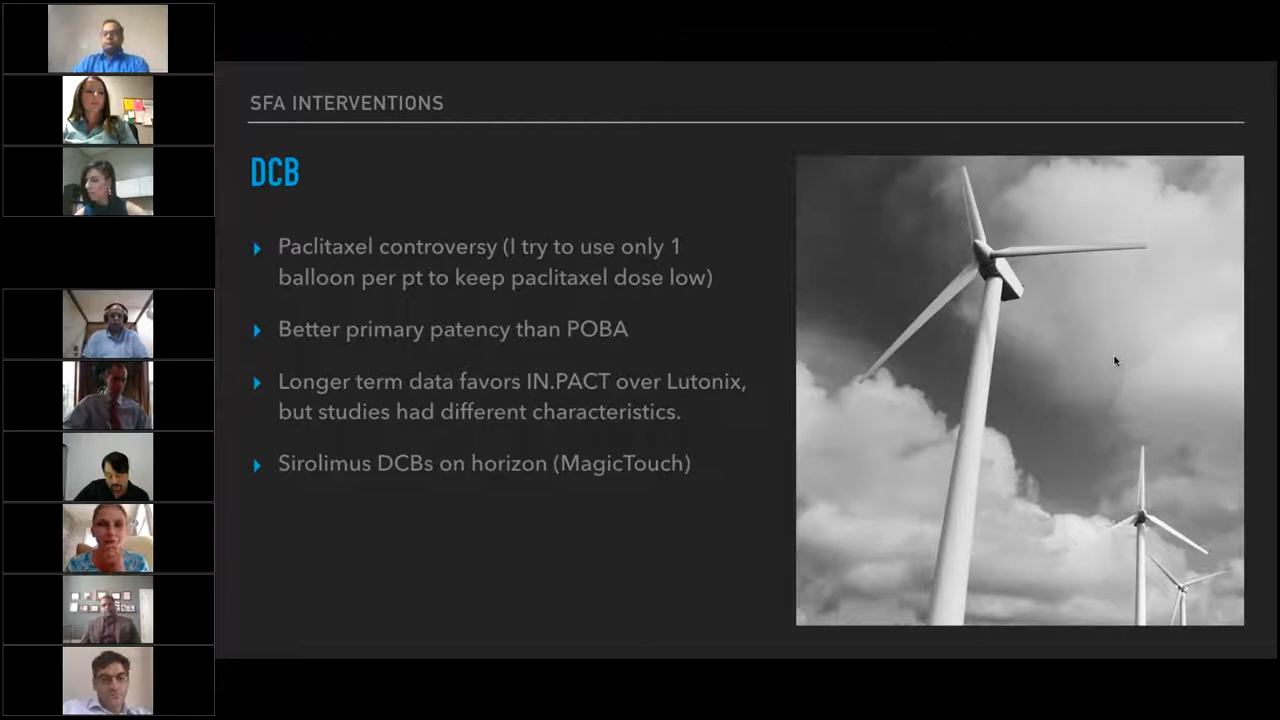 SFA INTERVENTIONS
DCB
Paclitaxel controversy (I try to use only 1
balloon per pt to keep paclitaxel dose low)
Better primary patency than POBA
Longer term data favors IN.PACT over Lutonix,
but studies had different characteristics.
Sirolimus DCBs on horizon (MagicTouch)